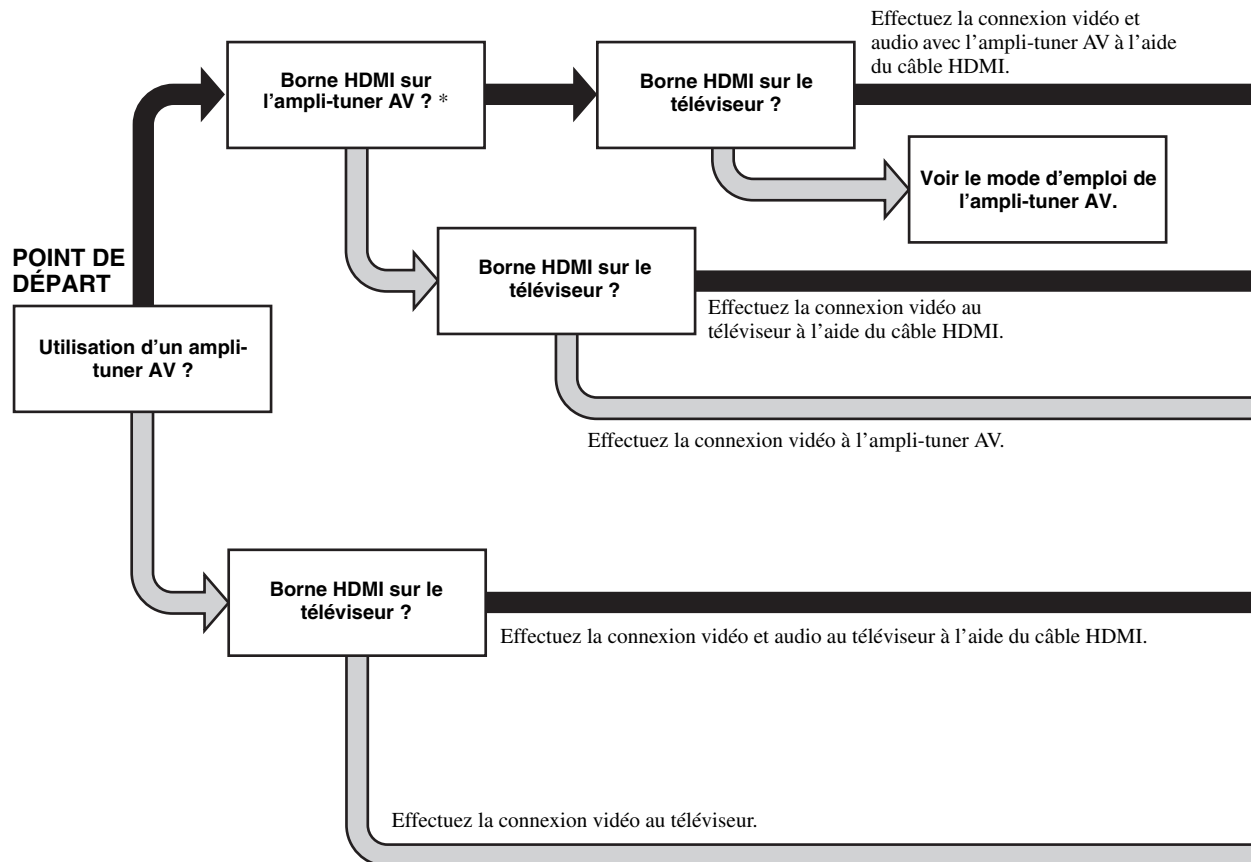 Effectuez la connexion vidéo et
audio avec l’ampli-tuner AV à l’aide
du câble HDMI.
Borne HDMI sur
l’ampli-tuner AV ? *
Borne HDMI sur le
téléviseur ?
Voir le mode d’emploi de
l’ampli-tuner AV.
POINT DE
DÉPART
Borne HDMI sur le
téléviseur ?
Effectuez la connexion vidéo au
téléviseur à l’aide du câble HDMI.
Utilisation d’un ampli-
tuner AV ?
Effectuez la connexion vidéo à l’ampli-tuner AV.
Borne HDMI sur le
téléviseur ?
Effectuez la connexion vidéo et audio au téléviseur à l’aide du câble HDMI.
Effectuez la connexion vidéo au téléviseur.